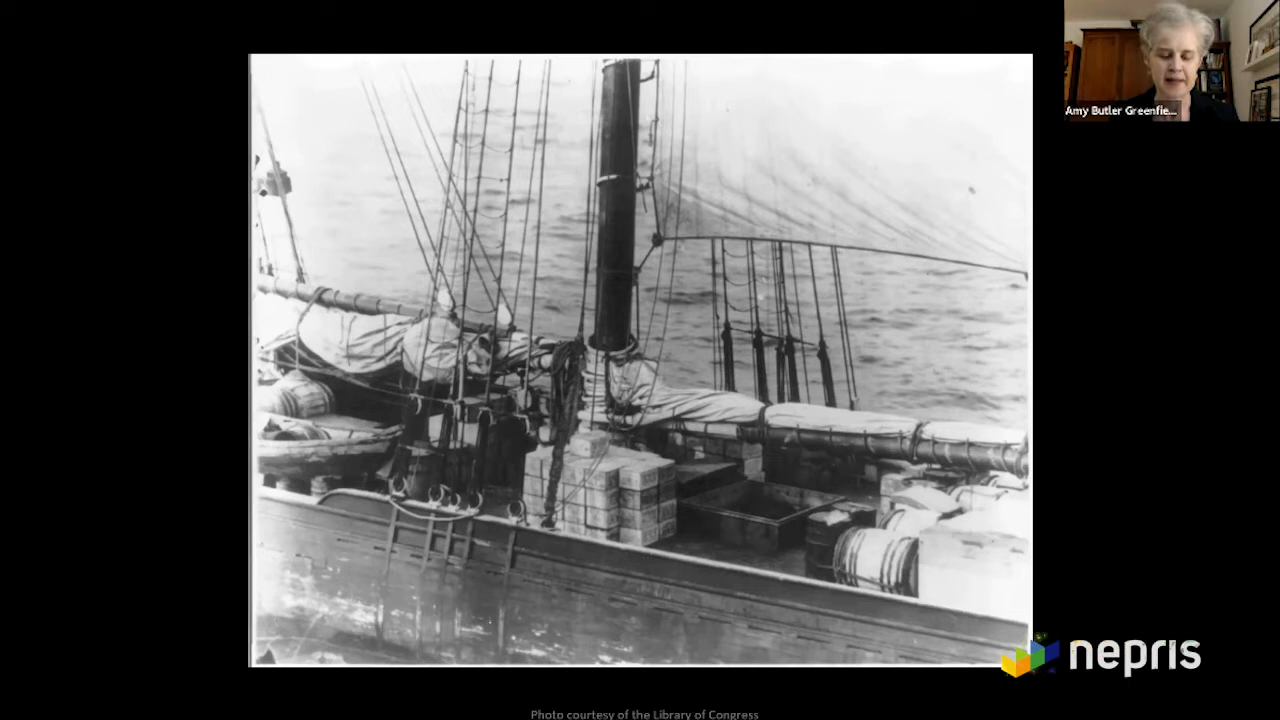 Amy Butler Greenfie...
nepris
Photo courtesy of the Library of Congress